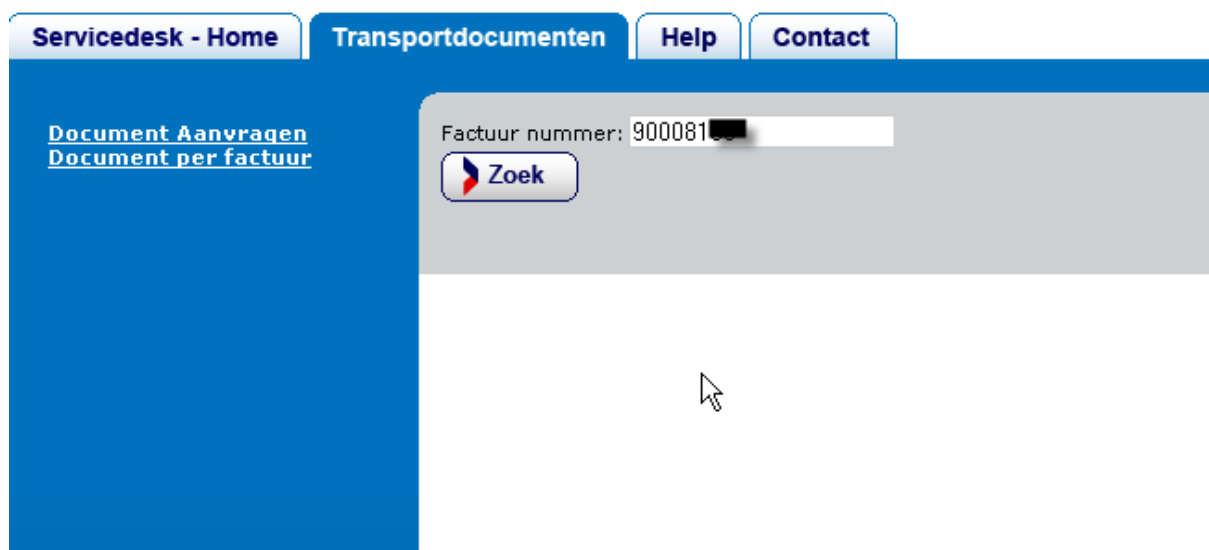 Servicedesk - Home Transportdocumenten Help Contact
Document Aanvragen
Document per factuur
Factuur nummer: 900081
Zoek